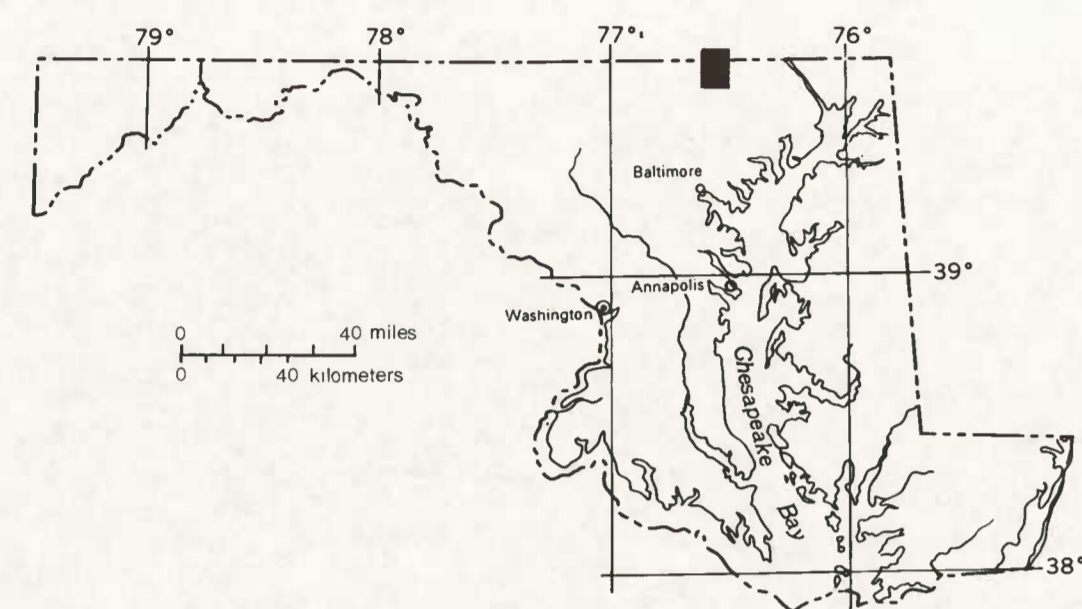 79°
78°
77°
76°
Baltimore
39°
Annapolis
Washington
0 40 miles
0 40 kilometers
Chesapeake
Bay
38°